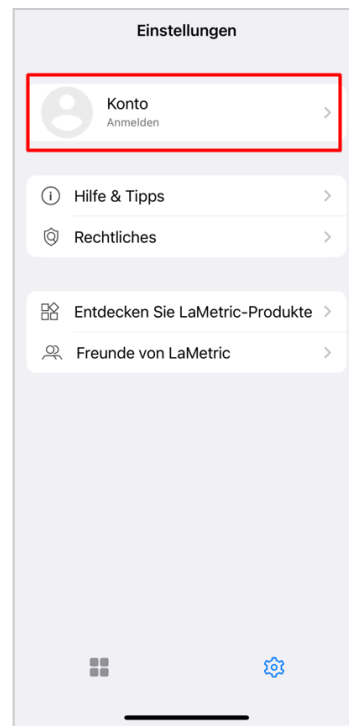 Einstellungen
Konto
Anmelden
Hilfe & Tipps
Rechtliches
Entdecken Sie LaMetric-Produkte
Freunde von LaMetric